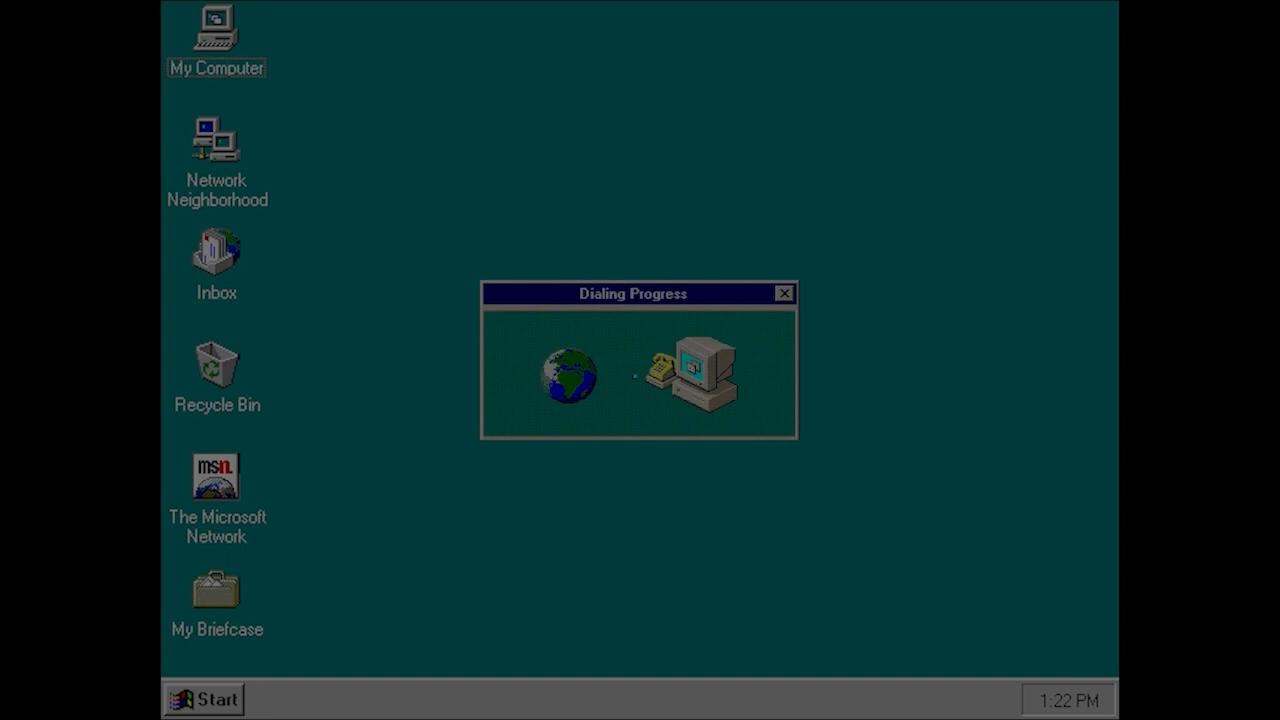 My Computer
Network
Neighborhood
Inbox
Dialing Progress
Recycle Bin
msn.
The Microsoft
Network
My Briefcase
Start
1:22 PM